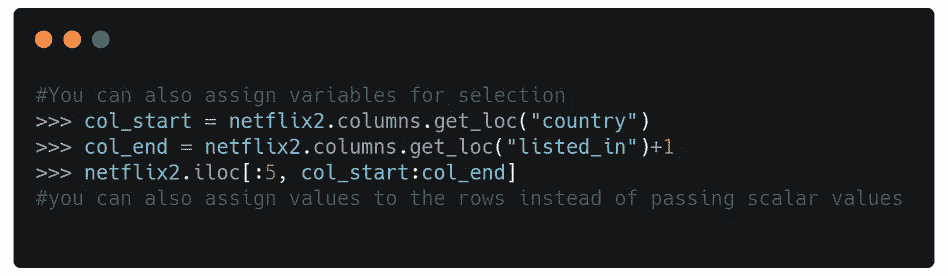 #You can also assign variables for selection
>>> col_start = netflix2.columns.get_loc("country")
>>> col_end = netflix2.columns.get_loc("listed_in")+1
>>> netflix2.iloc[:5, col_start:col_end]
#you can also assign values to the rows instead of passing scalar values